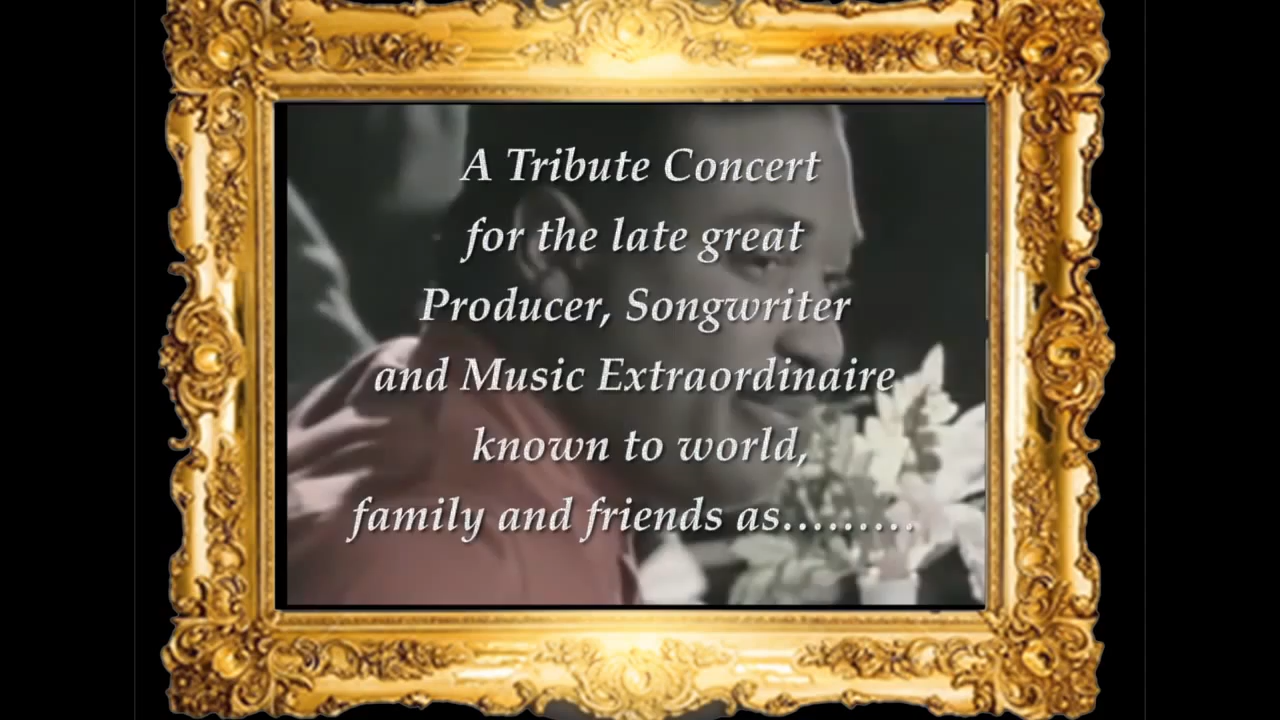 A Tribute Concert
for the late great
Producer, Songwriter
and Music Extraordinaire
known to world,
family and friends as.........